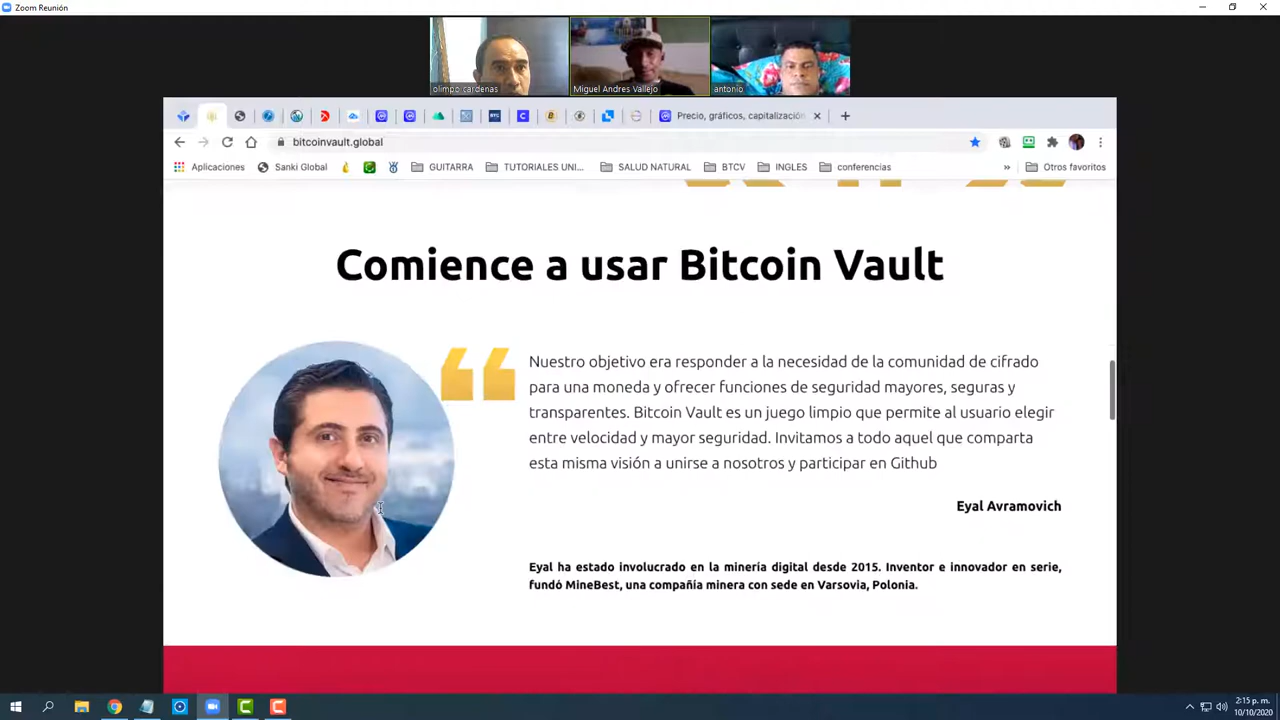 Zoom Reunión
olimpo cardenas
Miguel Andres Vallejo
antonio
Precio, gráficos, capitalización
bitcoinvault.global
Aplicaciones
Sanki Global
GUITARRA
TUTORIALES UNI...
SALUD NATURAL
BTCV
INGLES
conferencias
»
Otros favoritos
Comience a usar Bitcoin Vault
Nuestro objetivo era responder a la necesidad de la comunidad de cifrado
para una moneda y ofrecer funciones de seguridad mayores, seguras y
transparentes. Bitcoin Vault es un juego limpio que permite al usuario elegir
entre velocidad y mayor seguridad. Invitamos a todo aquel que comparta
esta misma visión a unirse a nosotros y participar en Github
Eyal Avramovich
Eyal ha estado involucrado en la minería digital desde 2015. Inventor e innovador en serie,
fundó MineBest, una compañía minera con sede en Varsovia, Polonia.
2:15 p. m.
10/10/2020